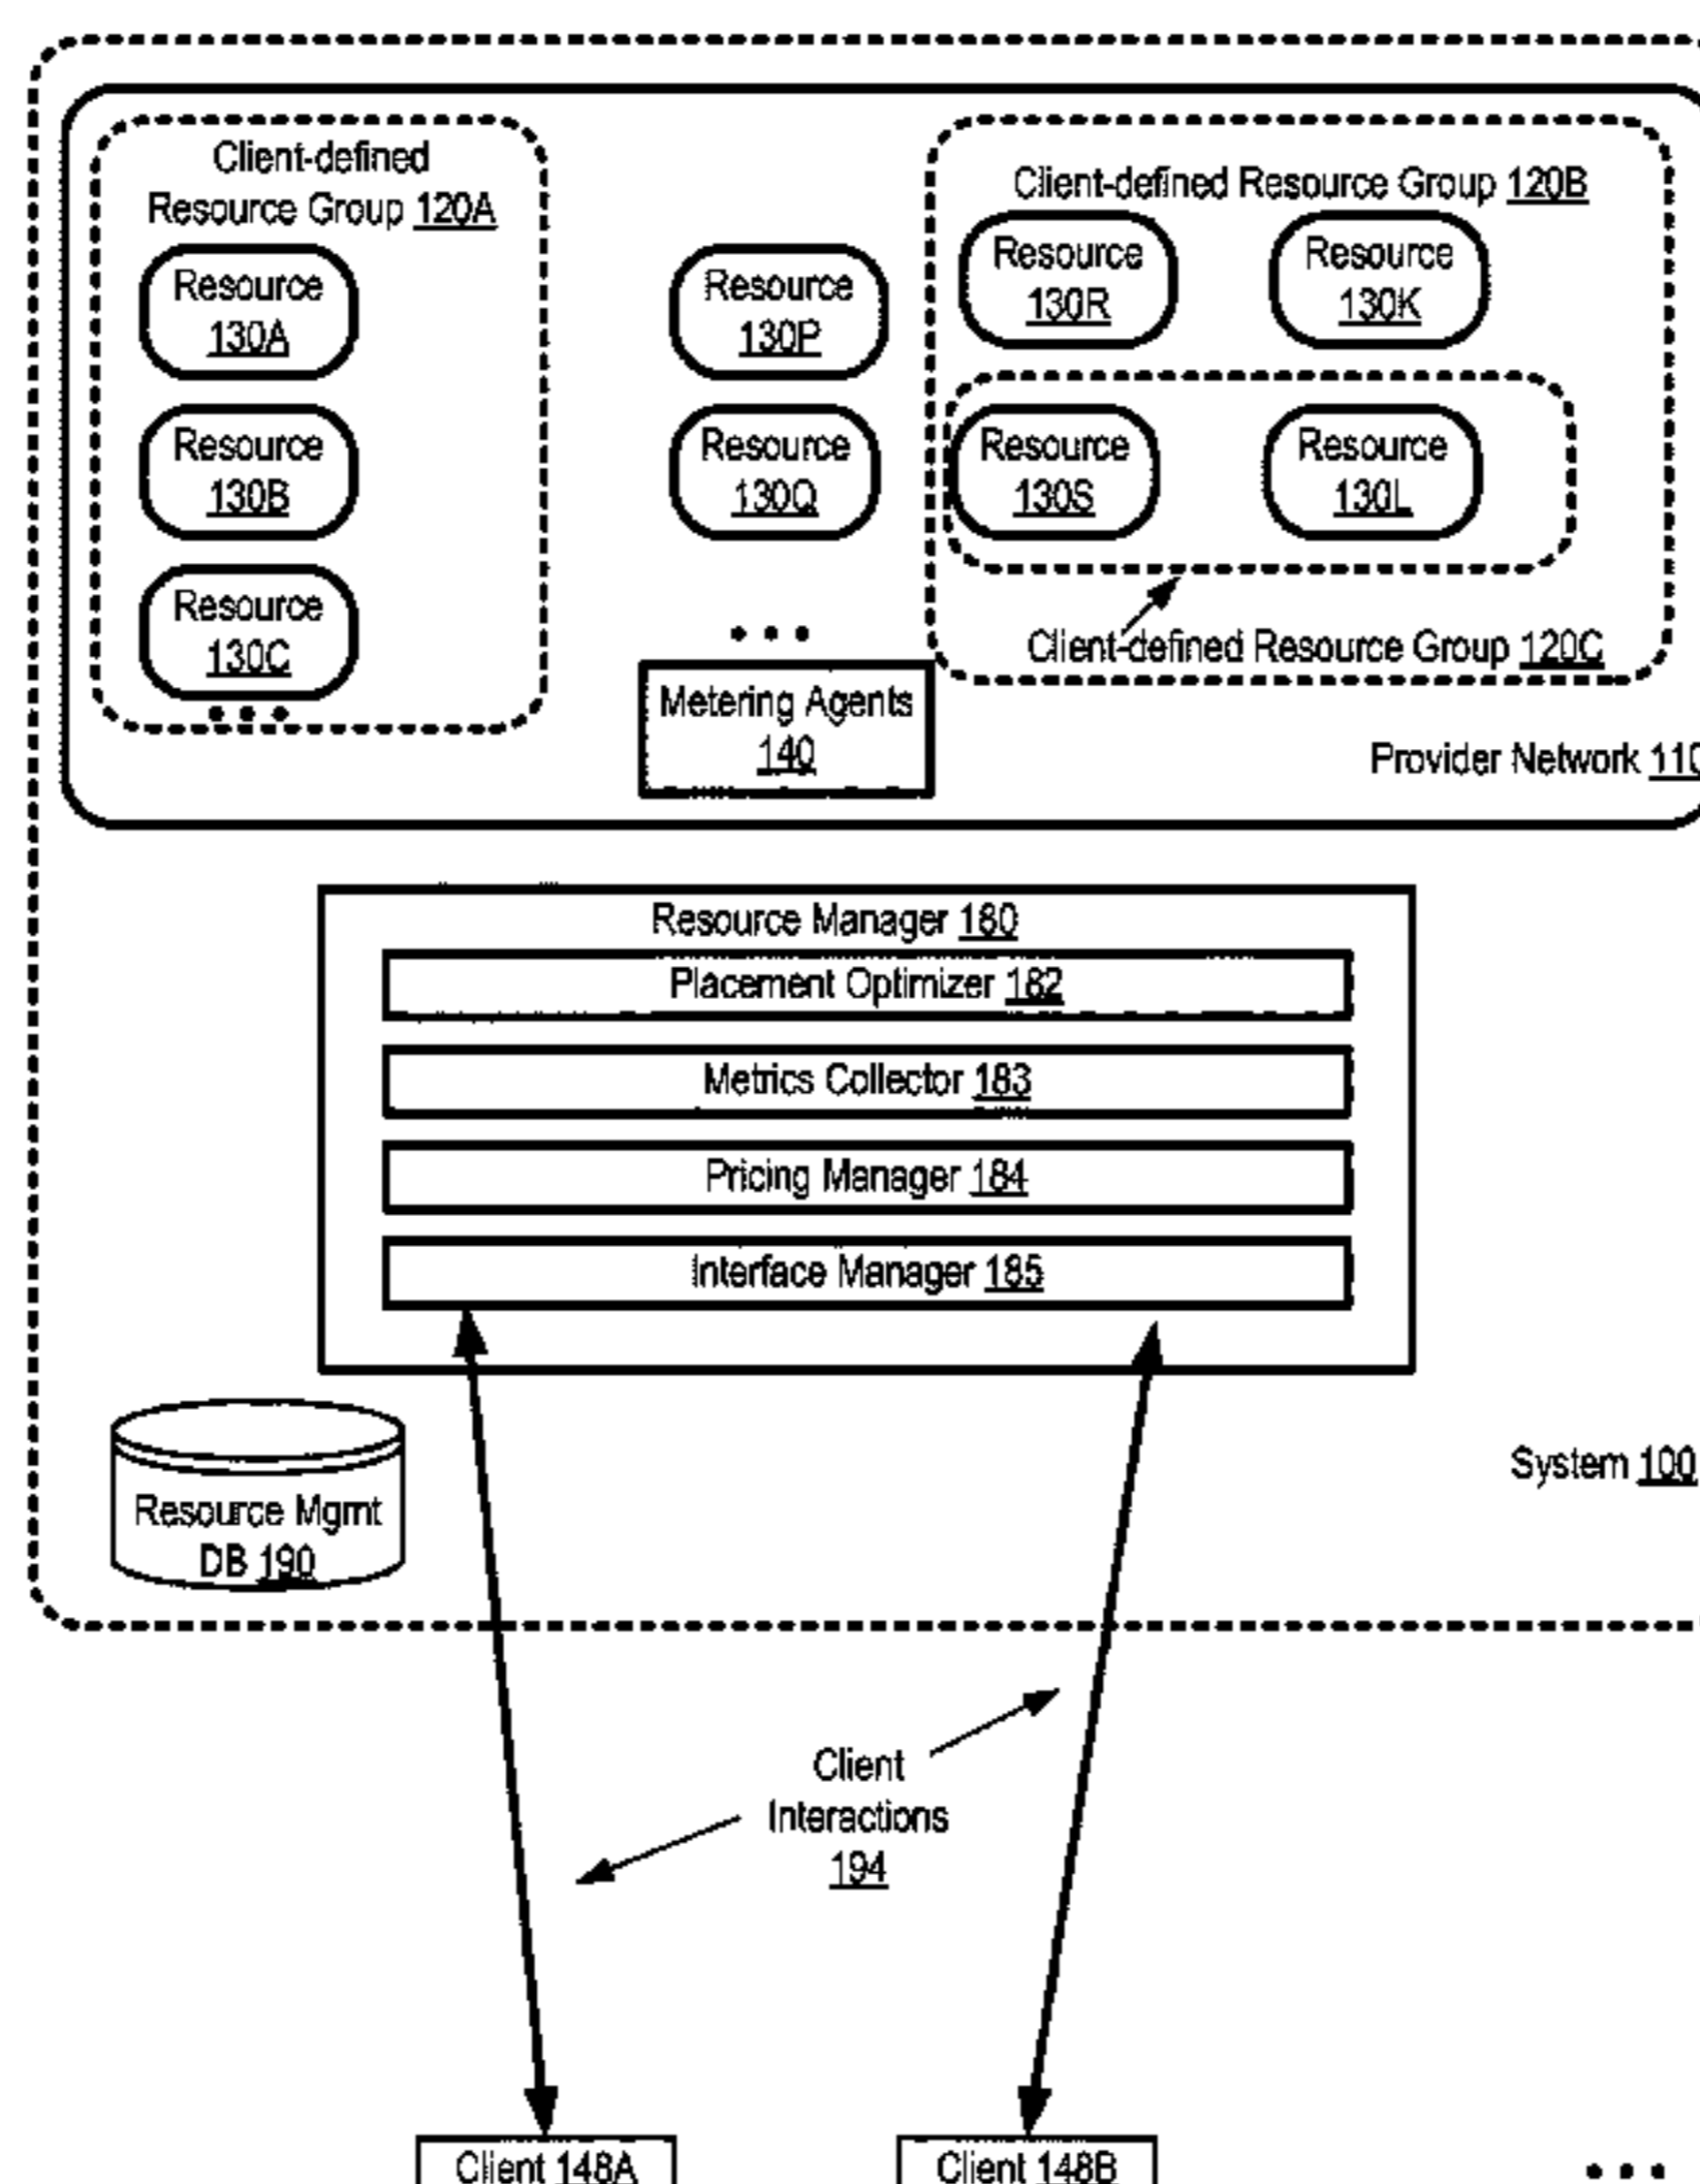 Client-defined
Resource Group 120A
Resource
130A
Resource
130B
Resource
130C
• • •
Resource
130P
Resource
130Q
• • •
Metering Agents
140
Client-defined Resource Group 120B
Resource
130R
Resource
130K
Resource
130S
Resource
130L
Client-defined Resource Group 120C
Provider Network 110
Resource Manager 180
Placement Optimizer 182
Metrics Collector 183
Pricing Manager 184
Interface Manager 185
Resource Mgmt
DB 190
System 100
Client
Interactions
194
Client 148A
Client 148B
• • •